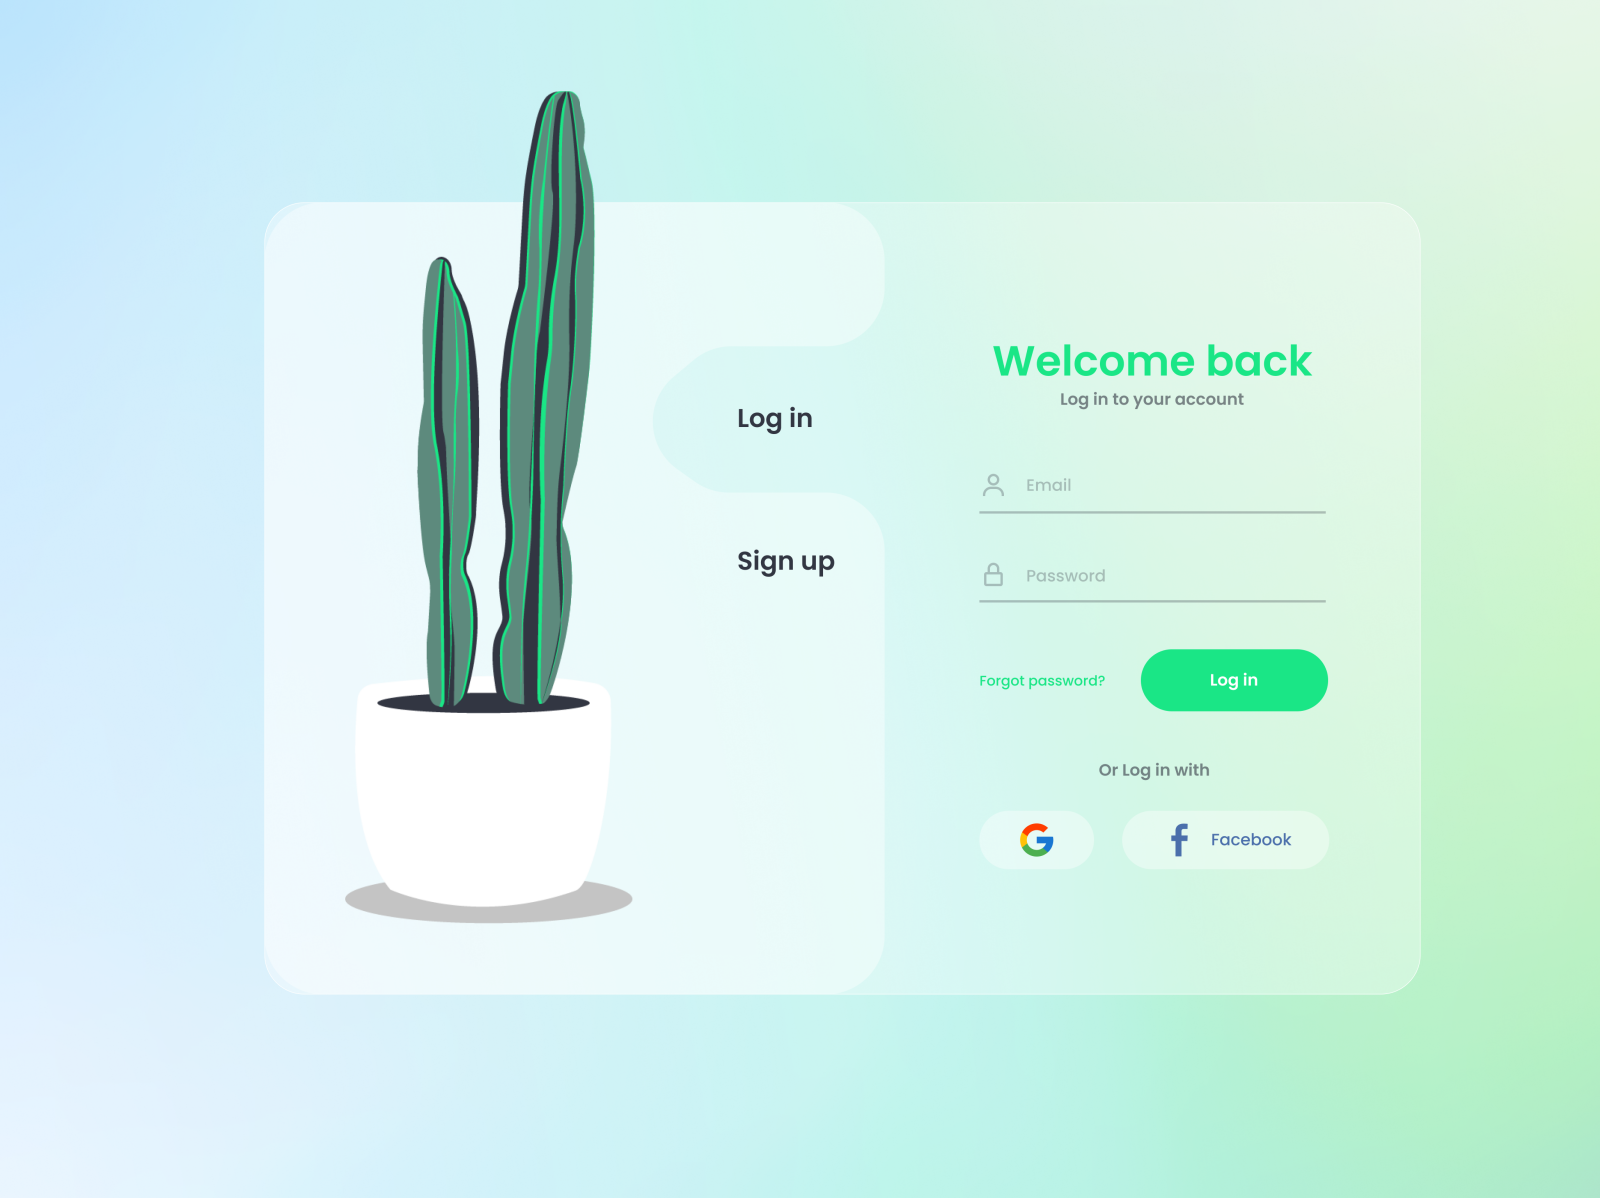 Log in
Sign up
Welcome back
Log in to your account
Email
Password
Forgot password?
Log in
Or Log in with
Facebook